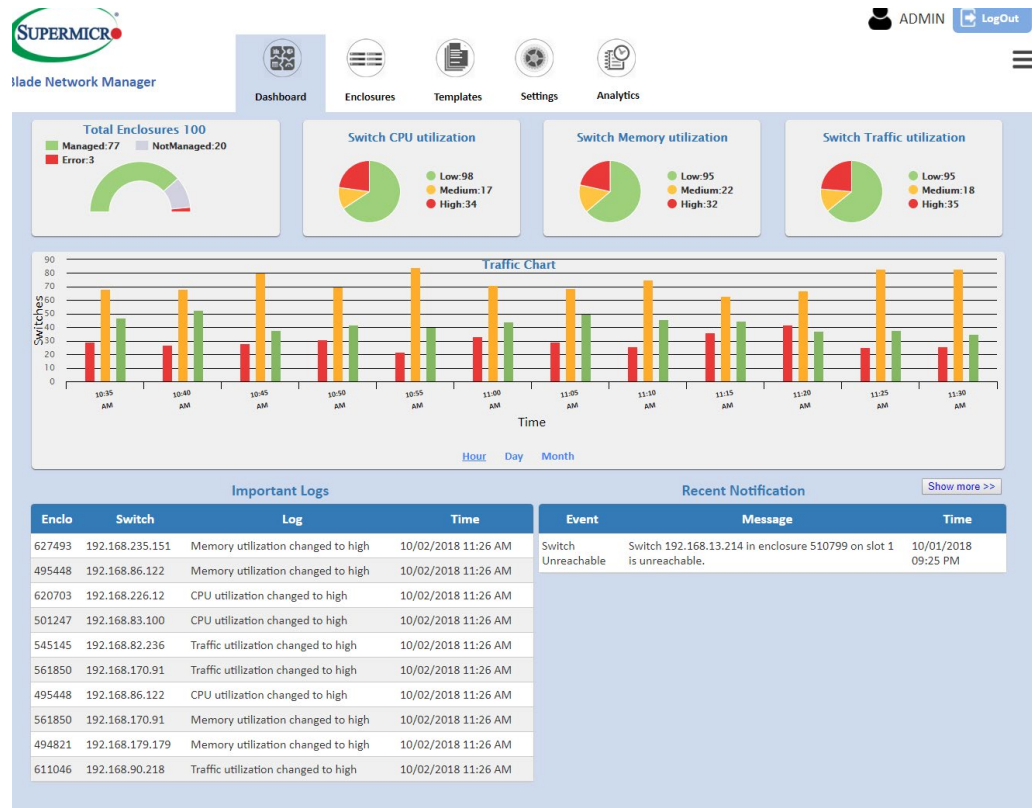 SUPERMICR
ADMIN
LogOut
lade Network Manager
Dashboard
Enclosures
Templates
Settings
Analytics
Total Enclosures 100
Managed:77 NotManaged:20
Error:3
Switch CPU utilization
Low:98
Medium:17
High:34
Switch Memory utilization
Low:95
Medium:22
High:32
Switch Traffic utilization
Low:95
Medium:18
High:35
Traffic Chart
Switches
90
80
70
60
50
40
30
20
10
0
10:35 AM
10:40 AM
10:45 AM
10:50 AM
10:55 AM
11:00 AM
11:05 AM
11:10 AM
11:15 AM
11:20 AM
11:25 AM
11:30 AM
Time
Hour Day Month
Important Logs
Enclo Switch Log Time
627493 192.168.235.151 Memory utilization changed to high 10/02/2018 11:26 AM
495448 192.168.86.122 Memory utilization changed to high 10/02/2018 11:26 AM
620703 192.168.226.12 CPU utilization changed to high 10/02/2018 11:26 AM
501247 192.168.83.100 CPU utilization changed to high 10/02/2018 11:26 AM
545145 192.168.82.236 Traffic utilization changed to high 10/02/2018 11:26 AM
561850 192.168.170.91 Traffic utilization changed to high 10/02/2018 11:26 AM
495448 192.168.86.122 CPU utilization changed to high 10/02/2018 11:26 AM
561850 192.168.170.91 Memory utilization changed to high 10/02/2018 11:26 AM
494821 192.168.179.179 Memory utilization changed to high 10/02/2018 11:26 AM
611046 192.168.90.218 Traffic utilization changed to high 10/02/2018 11:26 AM
Recent Notification
Show more >>
Event Message Time
Switch Switch 192.168.13.214 in enclosure 510799 on slot 1 10/01/2018
Unreachable is unreachable. 09:25 PM